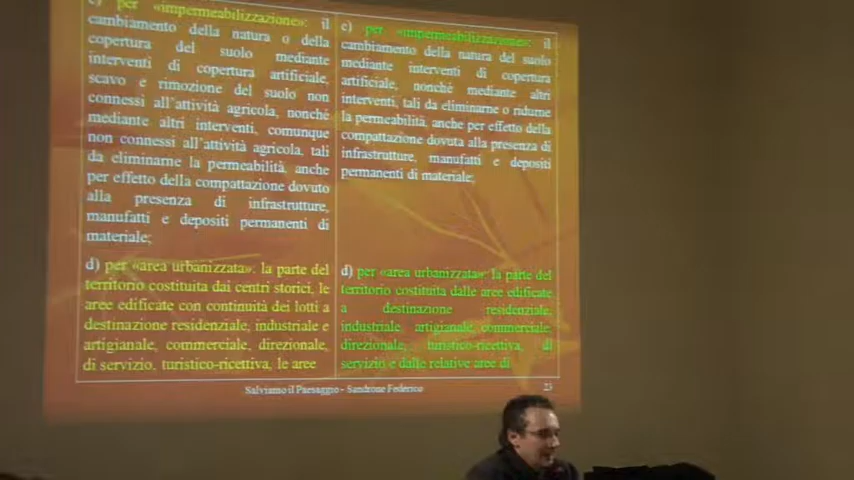 c) per «impermeabilizzazione»: il
cambiamento della natura o della
copertura del suolo mediante
interventi di copertura artificiale,
scavo e rimozione del suolo non
connessi all'attività agricola, nonché
mediante altri interventi, comunque
non connessi all'attività agricola, tali
da eliminarne la permeabilità, anche
per effetto della compattazione dovuto
alla presenza di infrastrutture,
manufatti e depositi permanenti di
materiale;
d) per «area urbanizzata»: la parte del
territorio costituita dai centri storici, le
aree edificate con continuità dei lotti a
destinazione residenziale, industriale e
artigianale, commerciale, direzionale,
di servizio, turistico-ricettiva, le aree
c) per «impermeabilizzazione»: il
cambiamento della natura del suolo
mediante interventi di copertura
artificiale, nonché mediante altri
interventi, tali da eliminarne o ridurne
la permeabilità, anche per effetto della
compattazione dovuta alla presenza di
infrastrutture, manufatti e depositi
permanenti di materiale;
d) per «area urbanizzata»: la parte del
territorio costituita dalle aree edificate
a destinazione residenziale,
industriale, artigianale, commerciale,
direzionale, turistico-ricettiva, di
servizio e dalle relative aree di
Salviamo il Paesaggio - Sandrone Federico
23